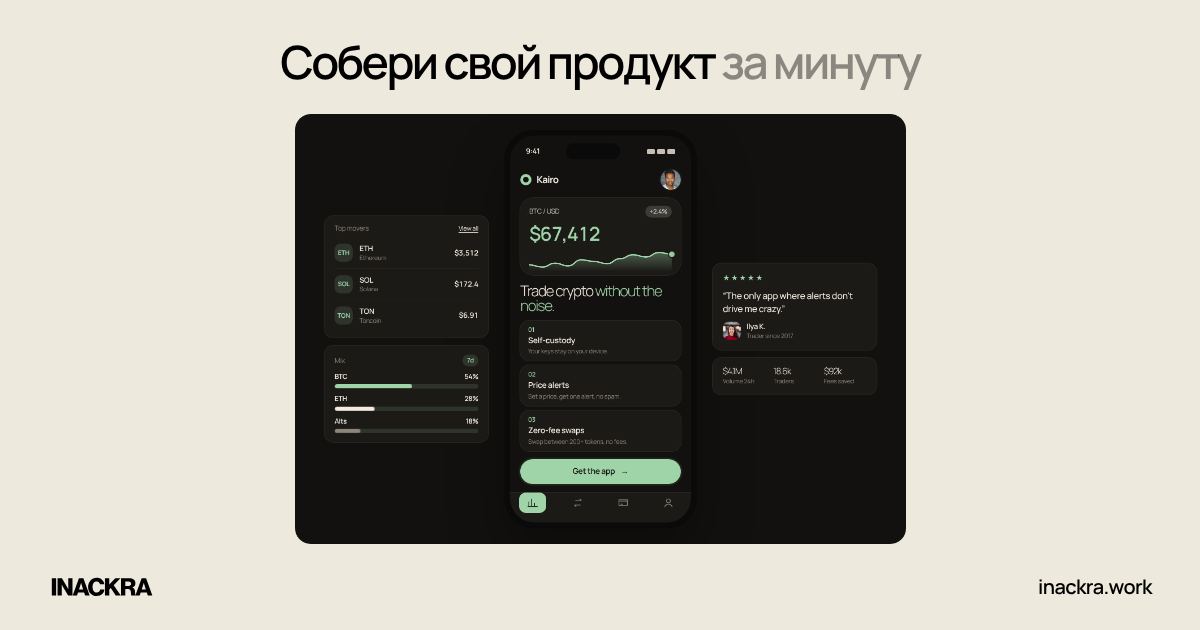 Собери свой продукт за минуту
9:41
Kairo
BTC / USD
+2.4%
$67,412
Trade crypto without the
noise.
01
Self-custody
Your keys stay on your device.
02
Price alerts
Set a price, get one alert, no spam.
03
Zero-fee swaps
Swap between 200+ tokens, no fees.
Get the app →
Top movers
View all
ETH
ETH
Ethereum
$3,512
SOL
SOL
Solana
$172.4
TON
TON
Toncoin
$6.91
Mix
7d
BTC
54%
ETH
28%
Alts
18%
★★★★★
“The only app where alerts don't
drive me crazy.”
Ilya K.
Trader since 2017
$41M
Volume 24h
18.6k
Traders
$92k
Fees saved
INACKRA
inackra.work